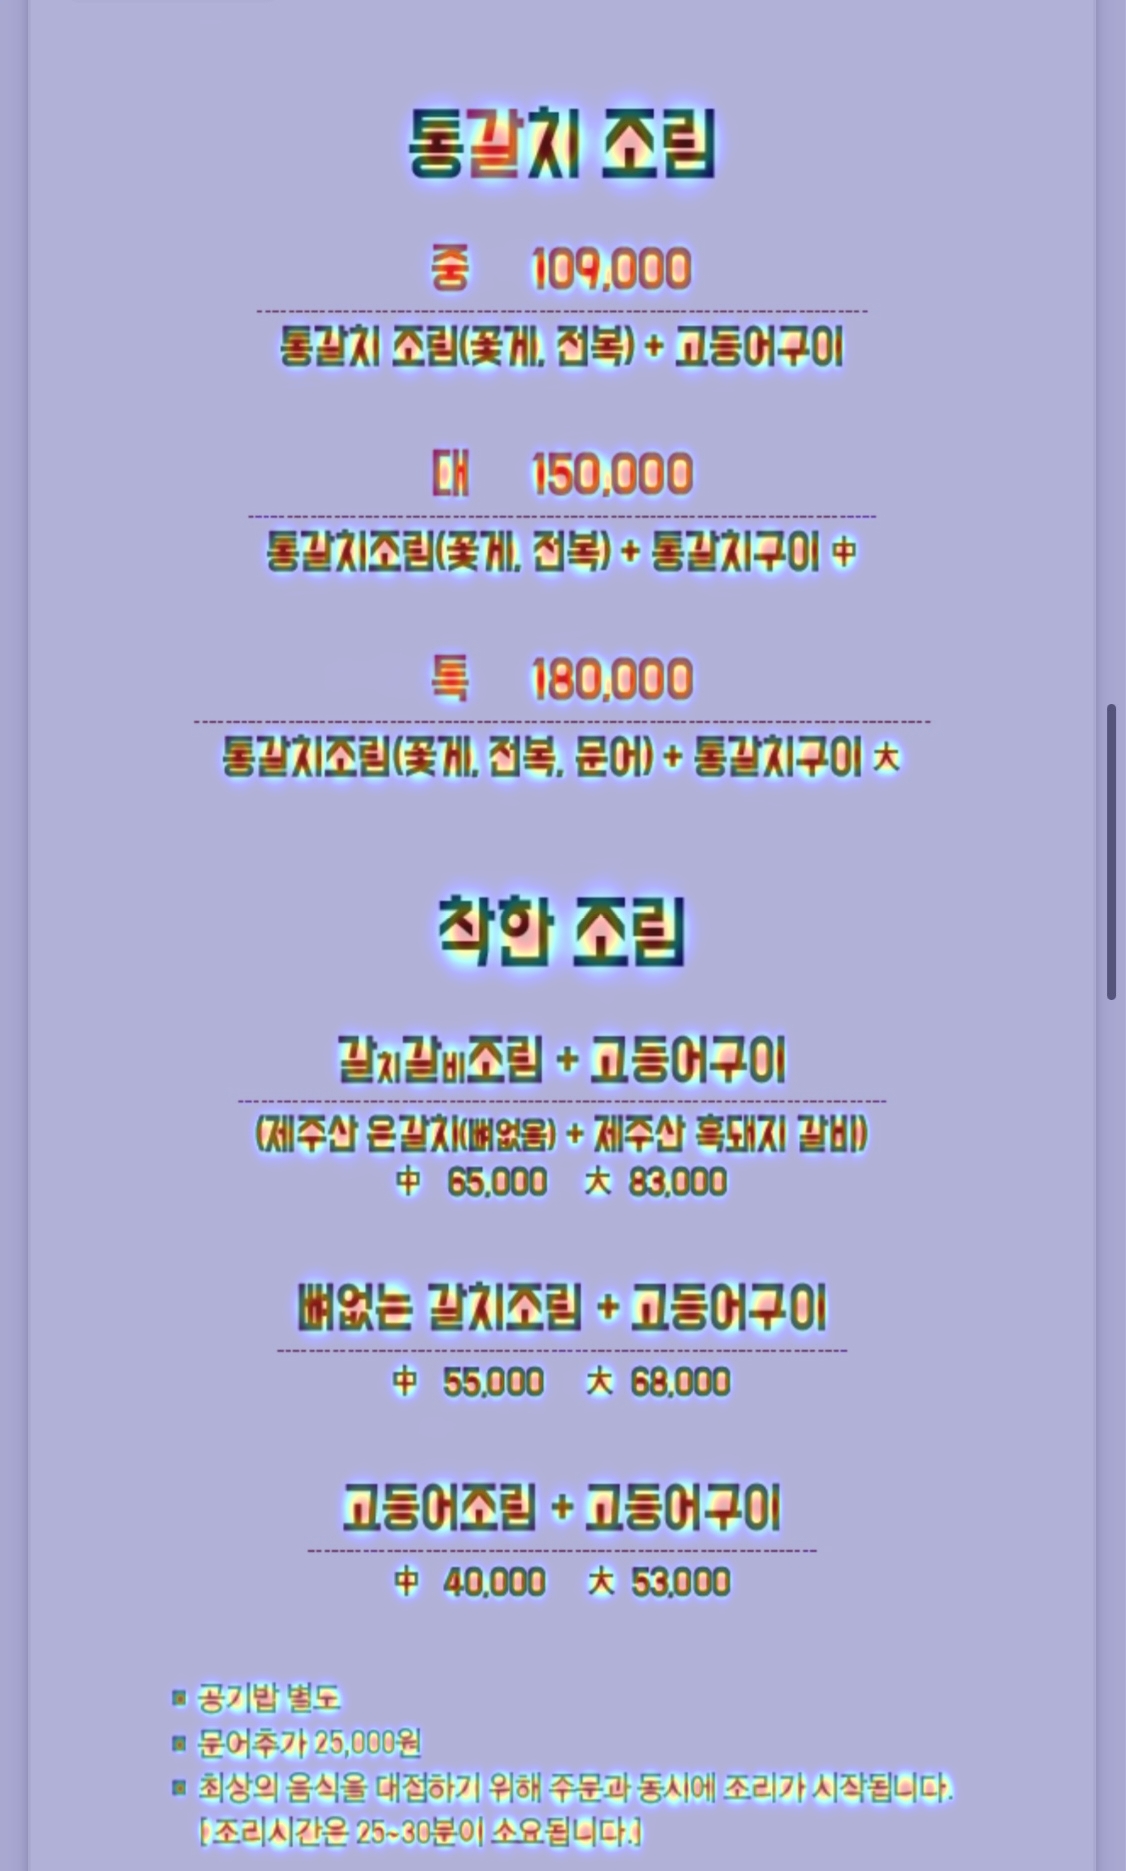 통갈치 조림
중 109,000
통갈치 조림(꽃게, 전복) + 고등어구이
대 150,000
통갈치조림(꽃게, 전복) + 통갈치구이 中
특 180,000
통갈치조림(꽃게, 전복, 문어) + 통갈치구이 大
착한 조림
갈치갈비조림 + 고등어구이
(제주산 은갈치(뼈없음) + 제주산 흑돼지 갈비)
中 65,000 大 83,000
뼈없는 갈치조림 + 고등어구이
中 55,000 大 68,000
고등어조림 + 고등어구이
中 40,000 大 53,000
▪ 공기밥 별도
▪ 문어추가 25,000원
▪ 최상의 음식을 대접하기 위해 주문과 동시에 조리가 시작됩니다.
[조리시간은 25~30분이 소요됩니다.]